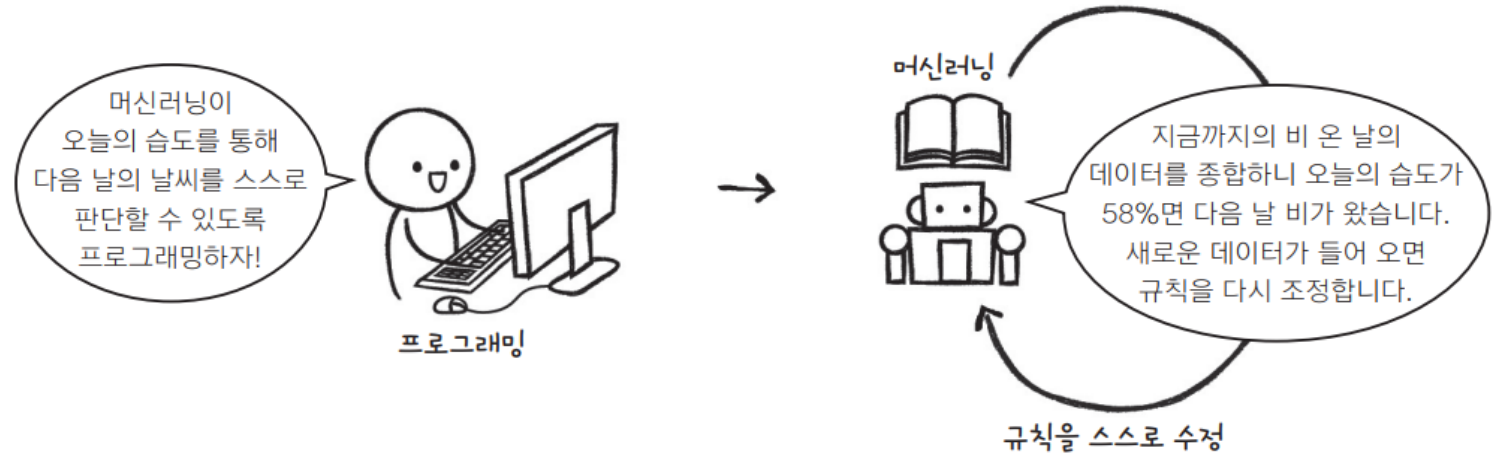 머신러닝이
오늘의 습도를 통해
다음 날의 날씨를 스스로
판단할 수 있도록
프로그래밍하자!
프로그래밍
머신러닝
지금까지의 비 온 날의
데이터를 종합하니 오늘의 습도가
58%면 다음 날 비가 왔습니다.
새로운 데이터가 들어 오면
규칙을 다시 조정합니다.
규칙을 스스로 수정